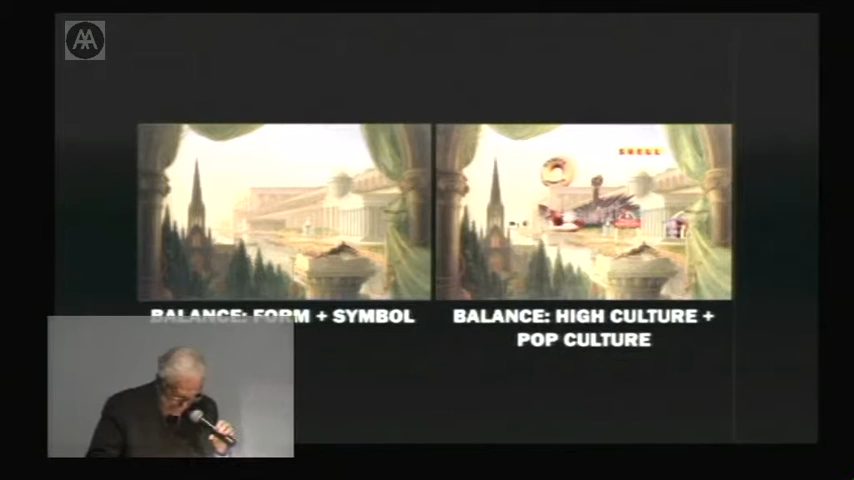 AA
SHELL
BALANCE: FORM + SYMBOL
BALANCE: HIGH CULTURE +
POP CULTURE